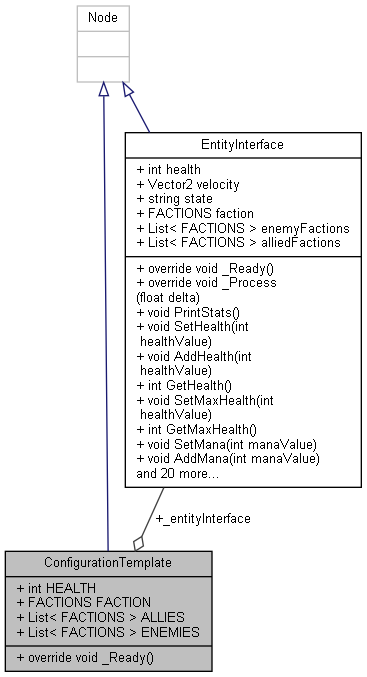 Node
EntityInterface
+ int health
+ Vector2 velocity
+ string state
+ FACTIONS faction
+ List< FACTIONS > enemyFactions
+ List< FACTIONS > alliedFactions
+ override void _Ready()
+ override void _Process
(float delta)
+ void PrintStats()
+ void SetHealth(int
healthValue)
+ void AddHealth(int
healthValue)
+ int GetHealth()
+ void SetMaxHealth(int
healthValue)
+ int GetMaxHealth()
+ void SetMana(int manaValue)
+ void AddMana(int manaValue)
and 20 more...
+_entityInterface
ConfigurationTemplate
+ int HEALTH
+ FACTIONS FACTION
+ List< FACTIONS > ALLIES
+ List< FACTIONS > ENEMIES
+ override void _Ready()